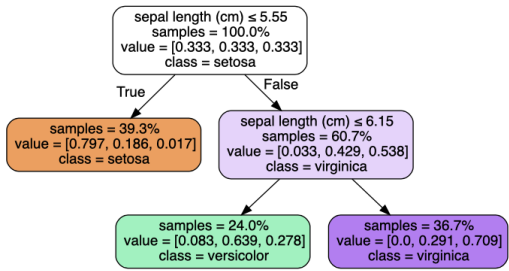 sepal length (cm) ≤ 5.55
samples = 100.0%
value = [0.333, 0.333, 0.333]
class = setosa
True
False
samples = 39.3%
value = [0.797, 0.186, 0.017]
class = setosa
sepal length (cm) ≤ 6.15
samples = 60.7%
value = [0.033, 0.429, 0.538]
class = virginica
samples = 24.0%
value = [0.083, 0.639, 0.278]
class = versicolor
samples = 36.7%
value = [0.0, 0.291, 0.709]
class = virginica